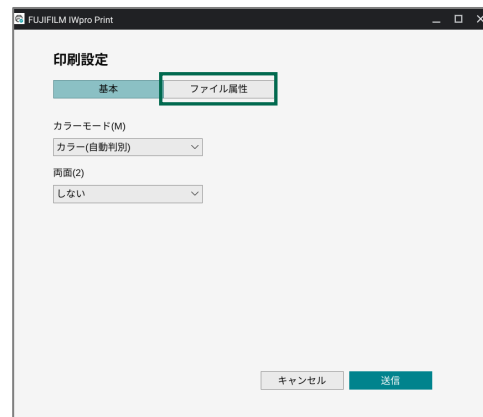 FUJIFILM IWpro Print
印刷設定
基本 ファイル属性
カラーモード(M)
カラー(自動判別)
両面(2)
しない
キャンセル 送信